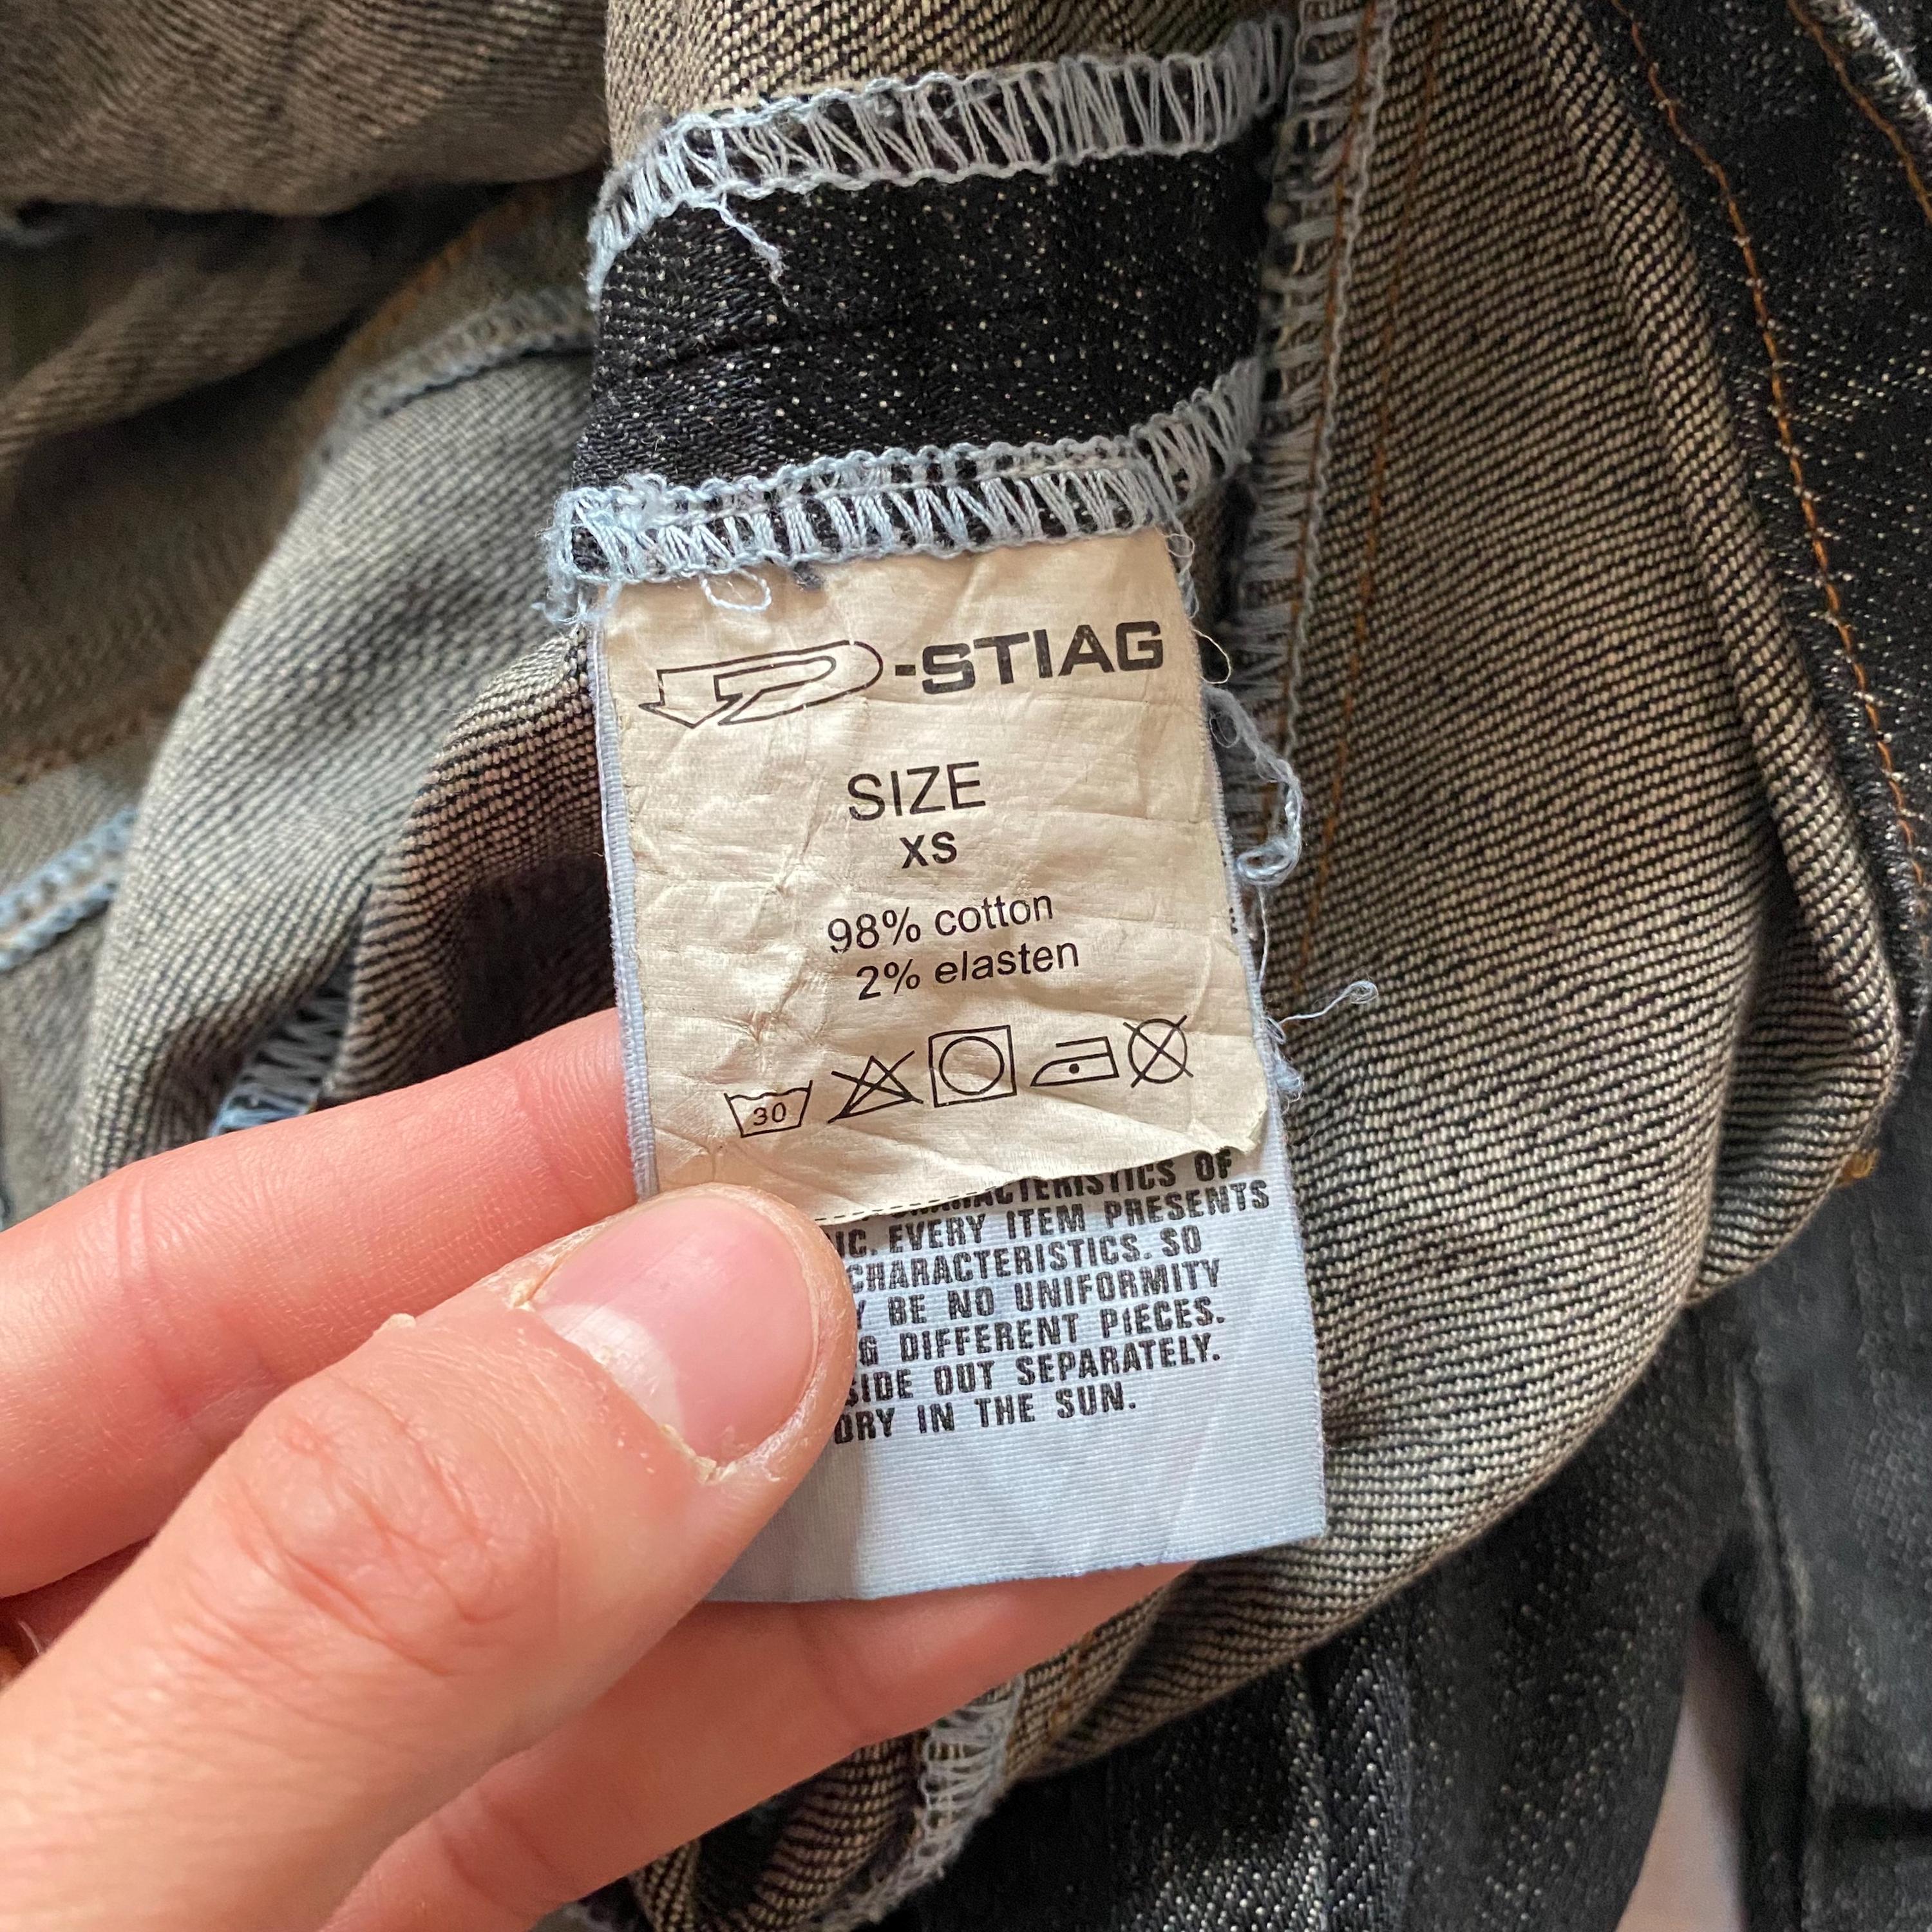 -STIAG
SIZE
XS
98% cotton
2% elasten
30
CHARACTERISTICS OF
EVERY ITEM PRESENTS
CHARACTERISTICS. SO
BE NO UNIFORMITY
DIFFERENT PIECES.
SIDE OUT SEPARATELY.
DRY IN THE SUN.